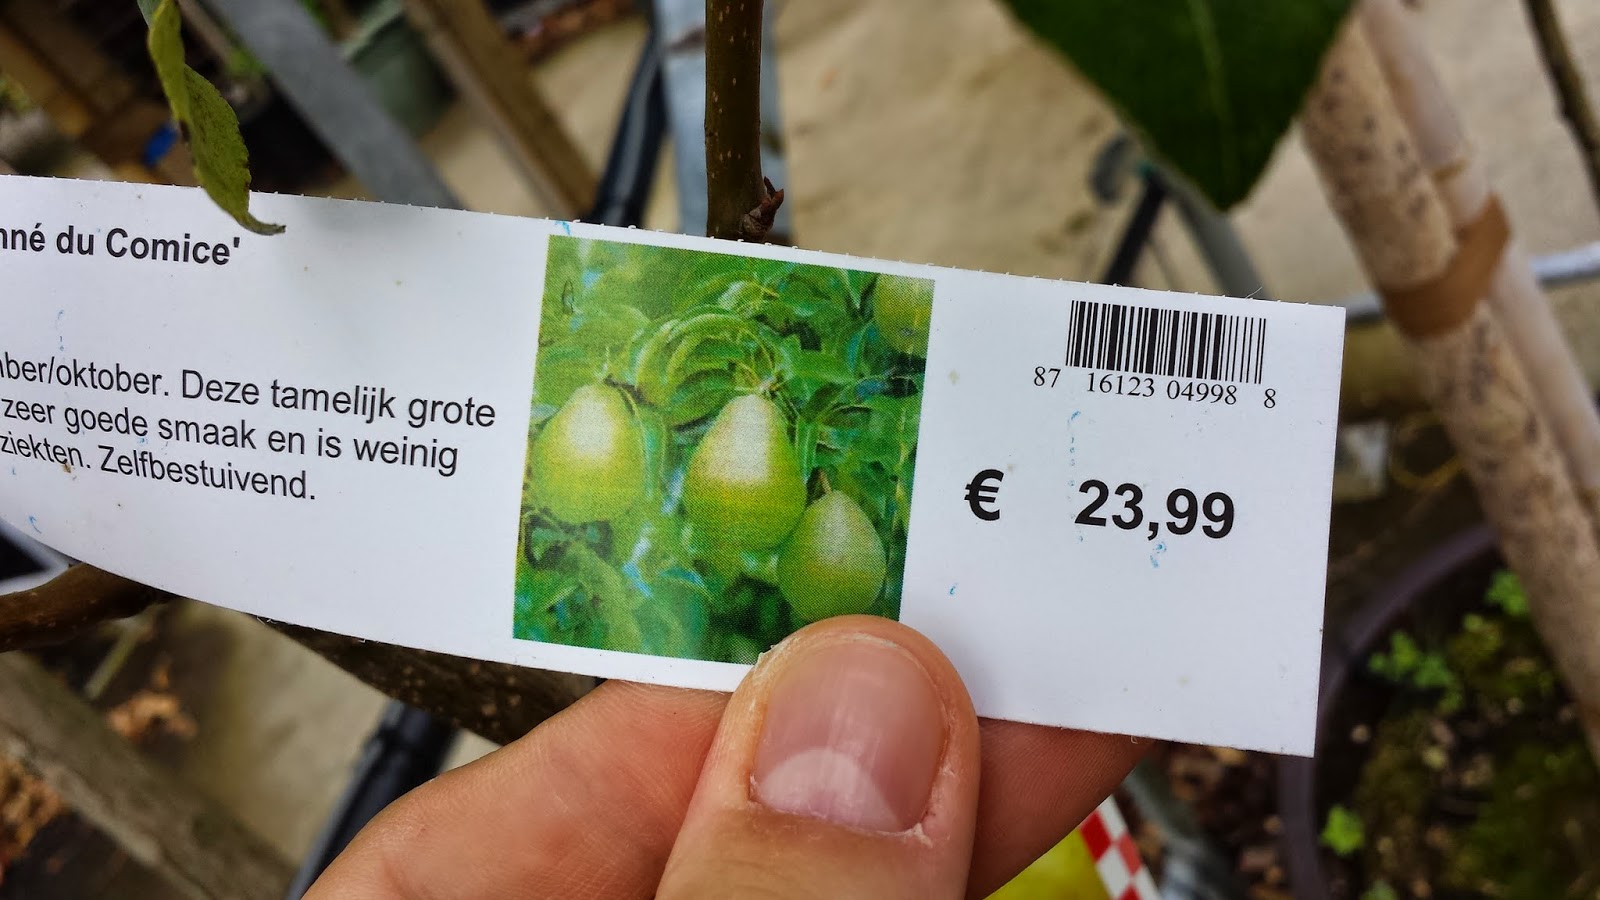 nné du Comice'
mber/oktober. Deze tamelijk grote
zeer goede smaak en is weinig
ziekten. Zelfbestuivend.
87 16123 04998 8
€ 23,99